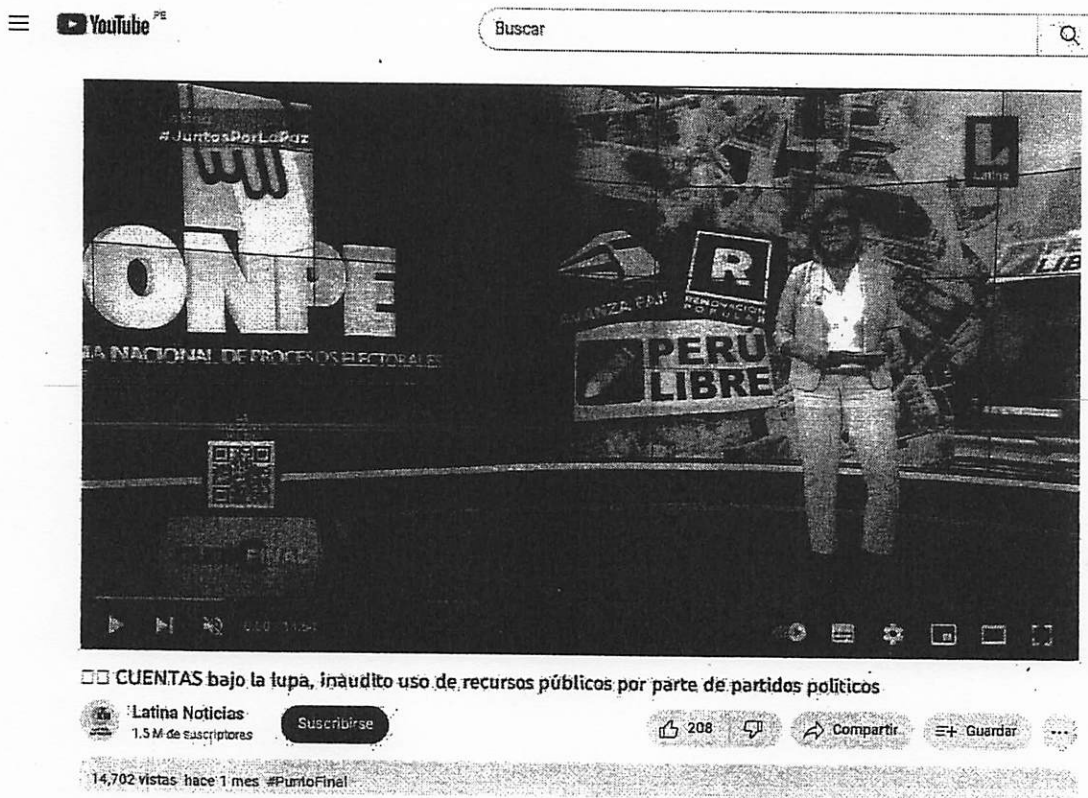 YouTube PE
Buscar
Latina
#JuntosPorLaPaz
Latina
ONPE
NACIONAL DE PROCESOS ELECTORALES
R
RENOVACIÓN
POPULAR
PERÚ
LIBRE
CUENTAS bajo la lupa, inaudito uso de recursos públicos por parte de partidos políticos
Latina Noticias
1.5 M de suscriptores
Suscribirse
208
Compartir
Guardar
14,702 vistas hace 1 mes #PuntoFinal